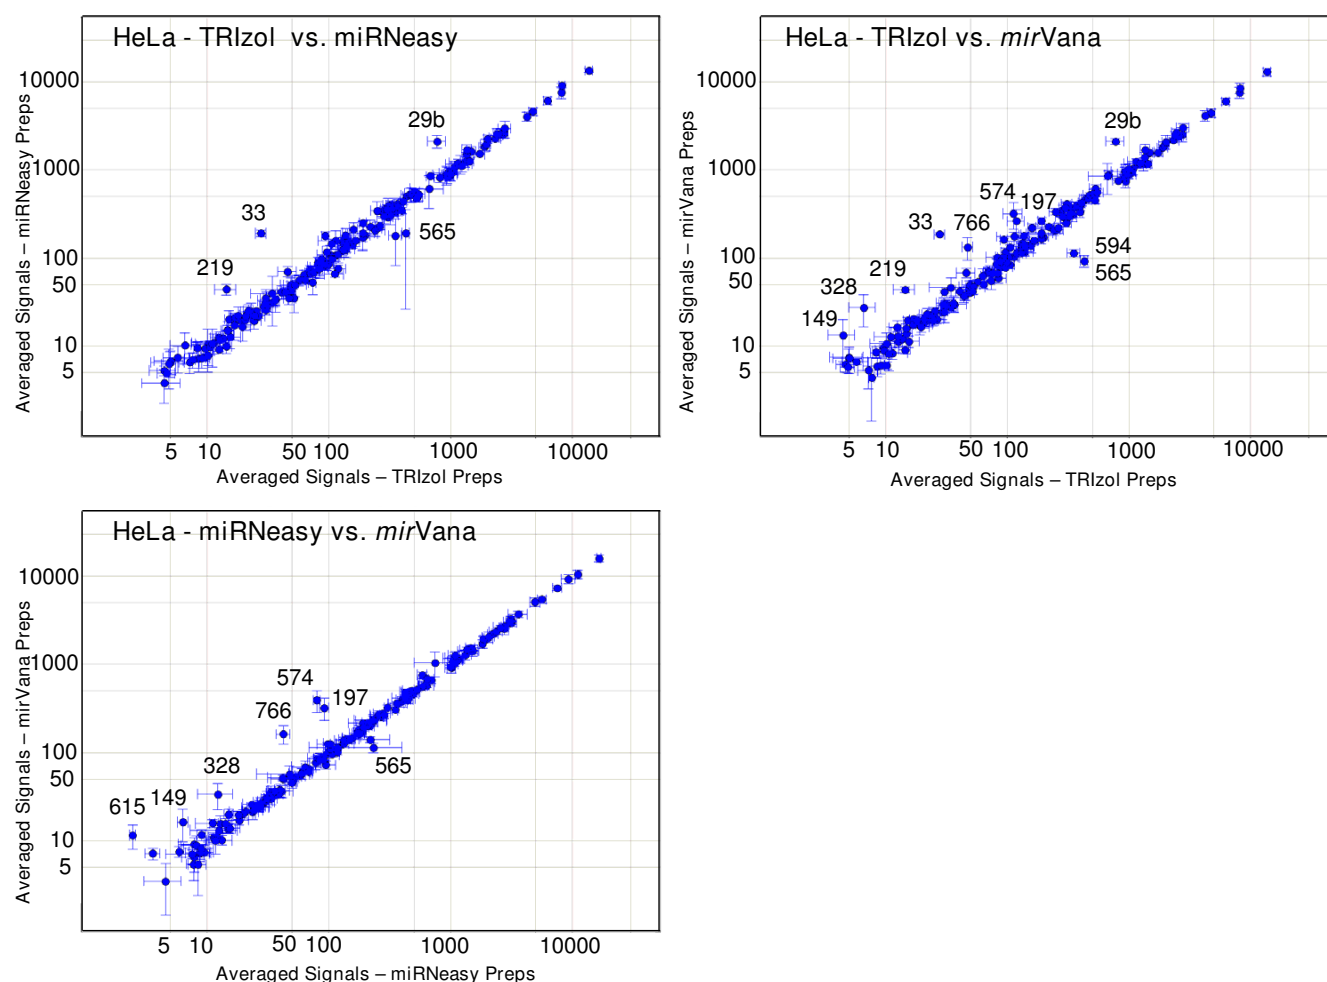 HeLa - TRIzol vs. miRNeasy
Averaged Signals – miRNeasy Preps
10000
1000
100
50
10
5
29b
33
565
219
5 10 50 100 1000 10000
Averaged Signals – TRIzol Preps
HeLa - TRIzol vs. mirVana
Averaged Signals – mirVana Preps
10000
1000
100
50
10
5
29b
574 197
33 766
594
219 565
328
149
5 10 50 100 1000 10000
Averaged Signals – TRIzol Preps
HeLa - miRNeasy vs. mirVana
Averaged Signals – mirVana Preps
10000
1000
100
50
10
5
574
197
766
328 565
615 149
5 10 50 100 1000 10000
Averaged Signals – miRNeasy Preps